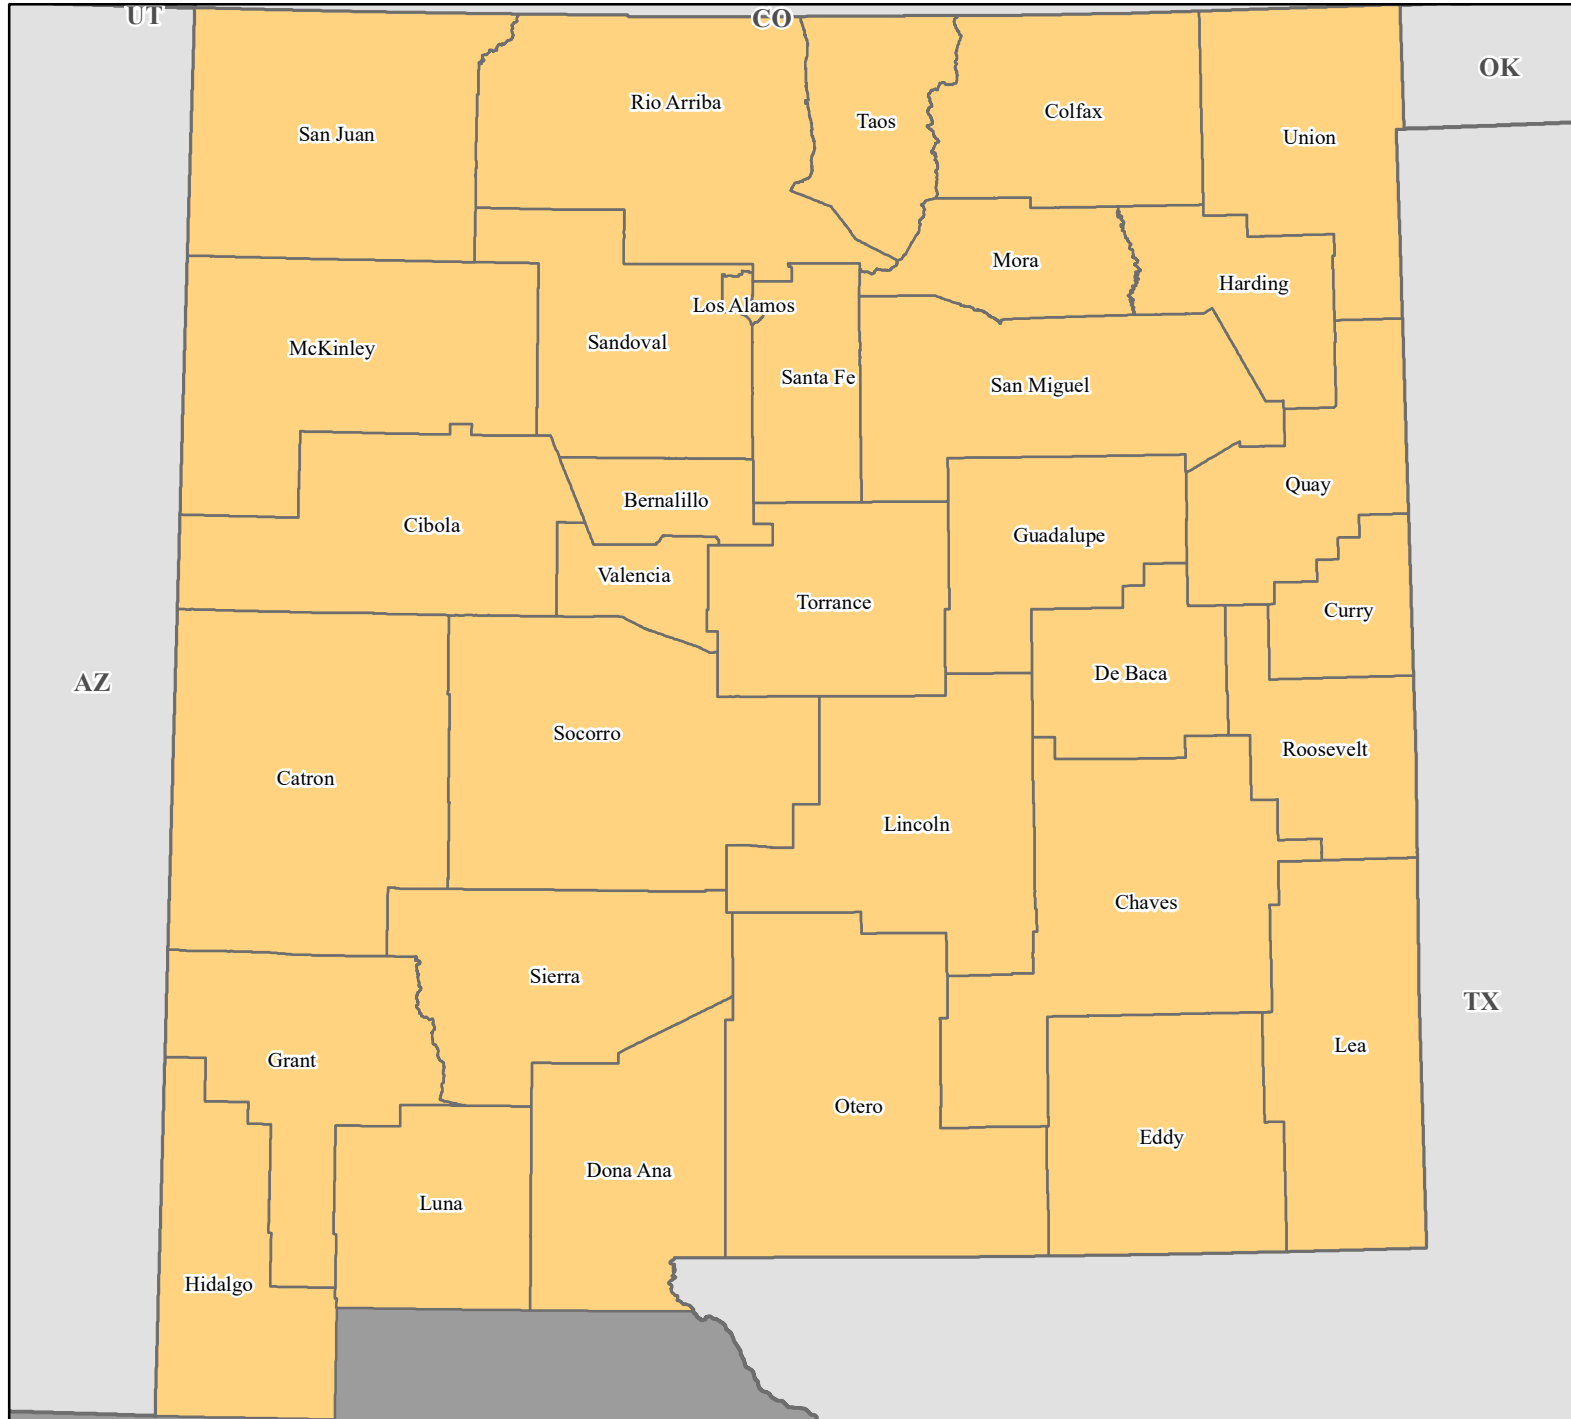 UT
CO
OK
San Juan
Rio Arriba
Taos
Colfax
Union
Mora
Harding
Los Alamos
McKinley
Sandoval
Santa Fe
San Miguel
Quay
Bernalillo
Cibola
Guadalupe
Valencia
Torrance
Curry
AZ
De Baca
Socorro
Roosevelt
Catron
Lincoln
Chaves
Sierra
TX
Grant
Lea
Otero
Eddy
Dona Ana
Luna
Hidalgo